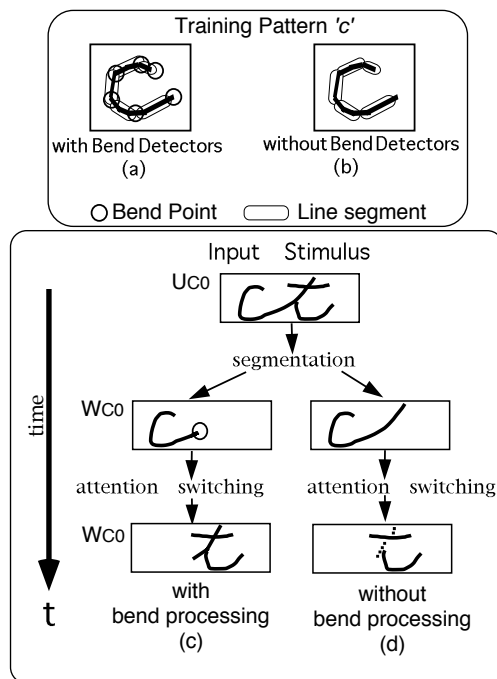 Training Pattern 'c'
with Bend Detectors
(a)
without Bend Detectors
(b)
Bend Point
Line segment
Input Stimulus
UC0
segmentation
time
WC0
attention switching
attention switching
WC0
t
with
bend processing
(c)
without
bend processing
(d)